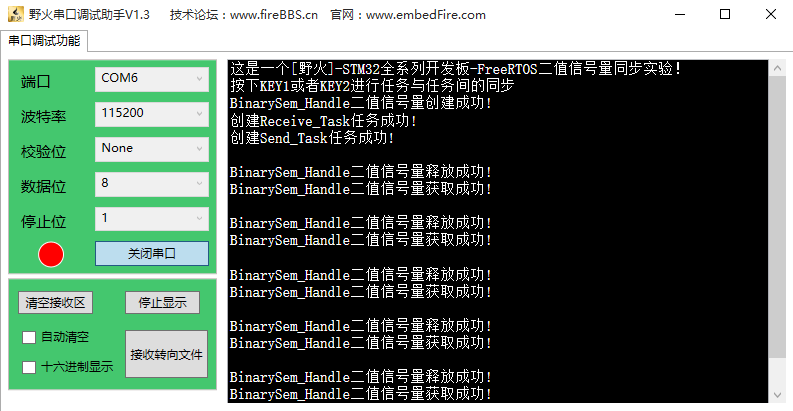 野火串口调试助手V1.3 技术论坛：www.fireBBS.cn 官网：www.embedFire.com
串口调试功能
端口 COM6
波特率 115200
校验位 None
数据位 8
停止位 1
关闭串口
清空接收区 停止显示
自动清空
十六进制显示
接收转向文件
这是一个[野火]-STM32全系列开发板-FreeRTOS二值信号量同步实验！
按下KEY1或者KEY2进行任务与任务间的同步
BinarySem_Handle二值信号量创建成功！
创建Receive_Task任务成功！
创建Send_Task任务成功！
BinarySem_Handle二值信号量释放成功！
BinarySem_Handle二值信号量获取成功！
BinarySem_Handle二值信号量释放成功！
BinarySem_Handle二值信号量获取成功！
BinarySem_Handle二值信号量释放成功！
BinarySem_Handle二值信号量获取成功！
BinarySem_Handle二值信号量释放成功！
BinarySem_Handle二值信号量获取成功！
BinarySem_Handle二值信号量释放成功！
BinarySem_Handle二值信号量获取成功！